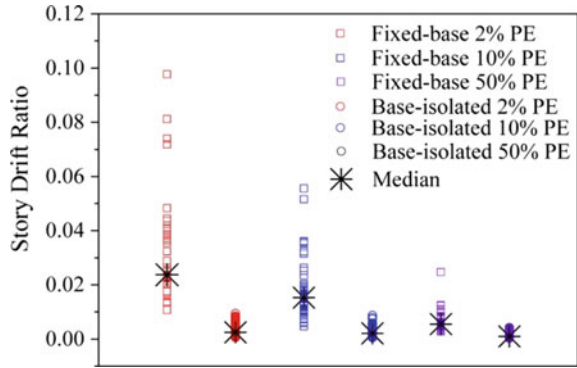 0.12
0.10
0.08
0.06
0.04
0.02
0.00
Story Drift Ratio
Fixed-base 2% PE
Fixed-base 10% PE
Fixed-base 50% PE
Base-isolated 2% PE
Base-isolated 10% PE
Base-isolated 50% PE
Median